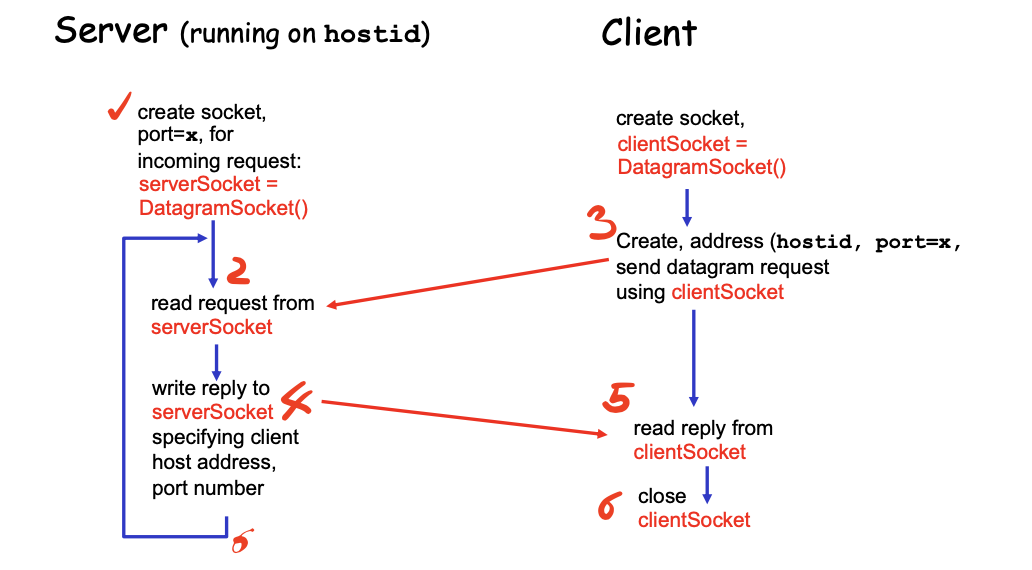 Server (running on hostid)
Client
✓ create socket,
port=x, for
incoming request:
serverSocket =
DatagramSocket()
2
read request from
serverSocket
write reply to
serverSocket 4
specifying client
host address,
port number
6
create socket,
clientSocket =
DatagramSocket()
3
Create, address (hostid, port=x,
send datagram request
using clientSocket
5
read reply from
clientSocket
6 close
clientSocket